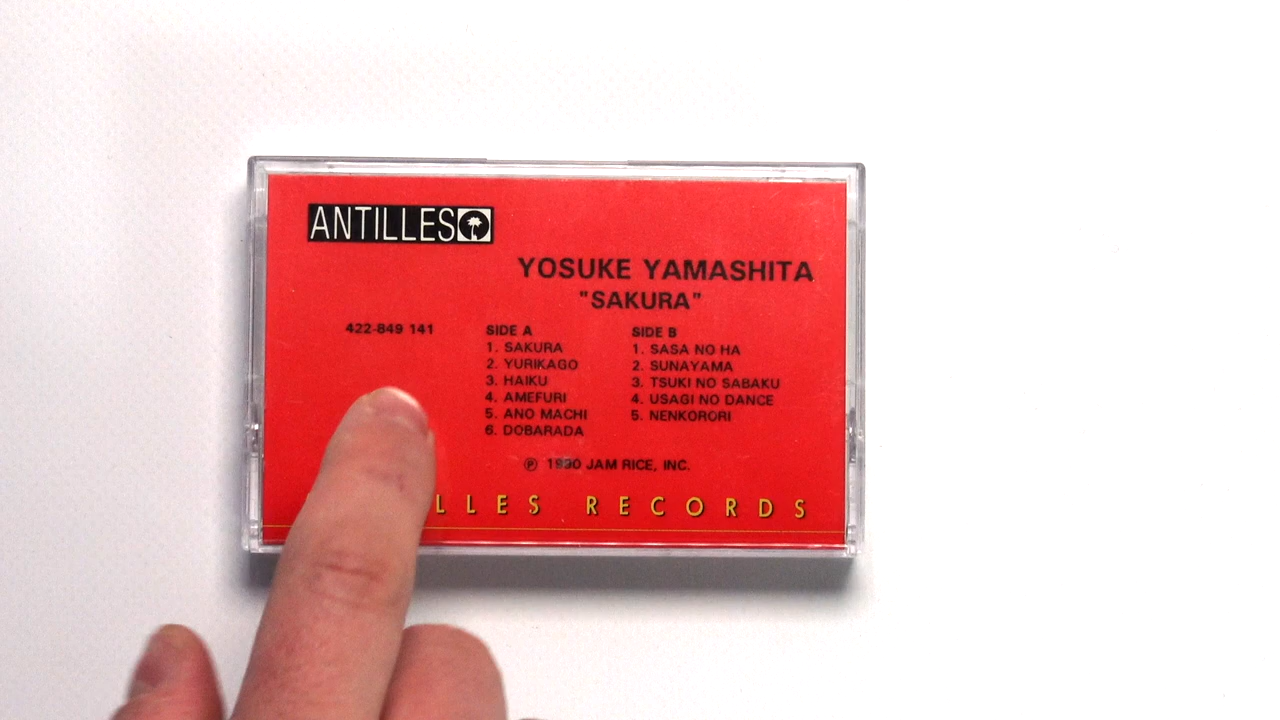 ANTILLES
YOSUKE YAMASHITA
"SAKURA"
422-849 141
SIDE A
1. SAKURA
2. YURIKAGO
3. HAIKU
4. AMEFURI
5. ANO MACHI
6. DOBARADA
SIDE B
1. SASA NO HA
2. SUNAYAMA
3. TSUKI NO SABAKU
4. USAGI NO DANCE
5. NENKORORI
℗ 1990 JAM RICE, INC.
RECORDS